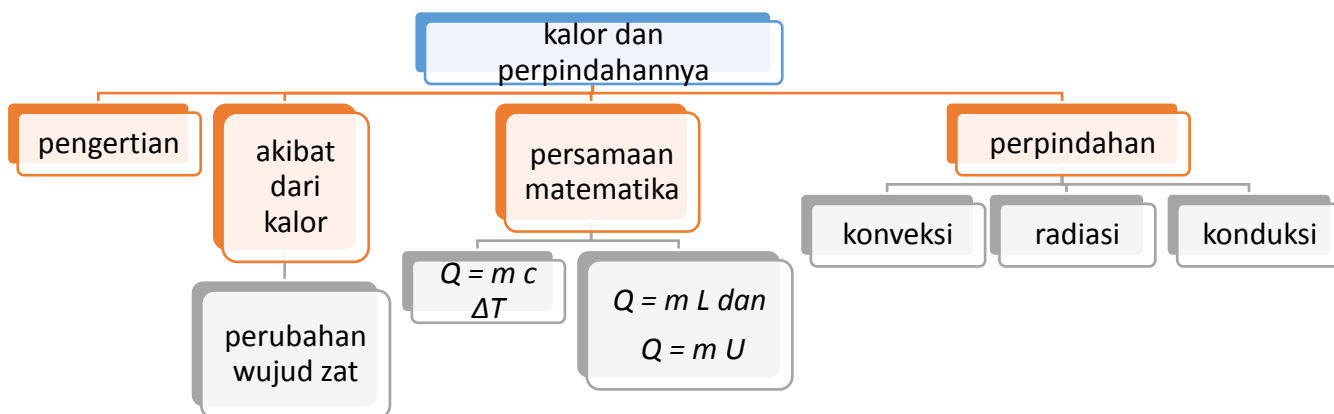 kalor dan
perpindahannya
pengertian
akibat
dari
kalor
perubahan
wujud zat
persamaan
matematika
Q = m c
ΔT
Q = m L dan
Q = m U
perpindahan
konveksi
radiasi
konduksi